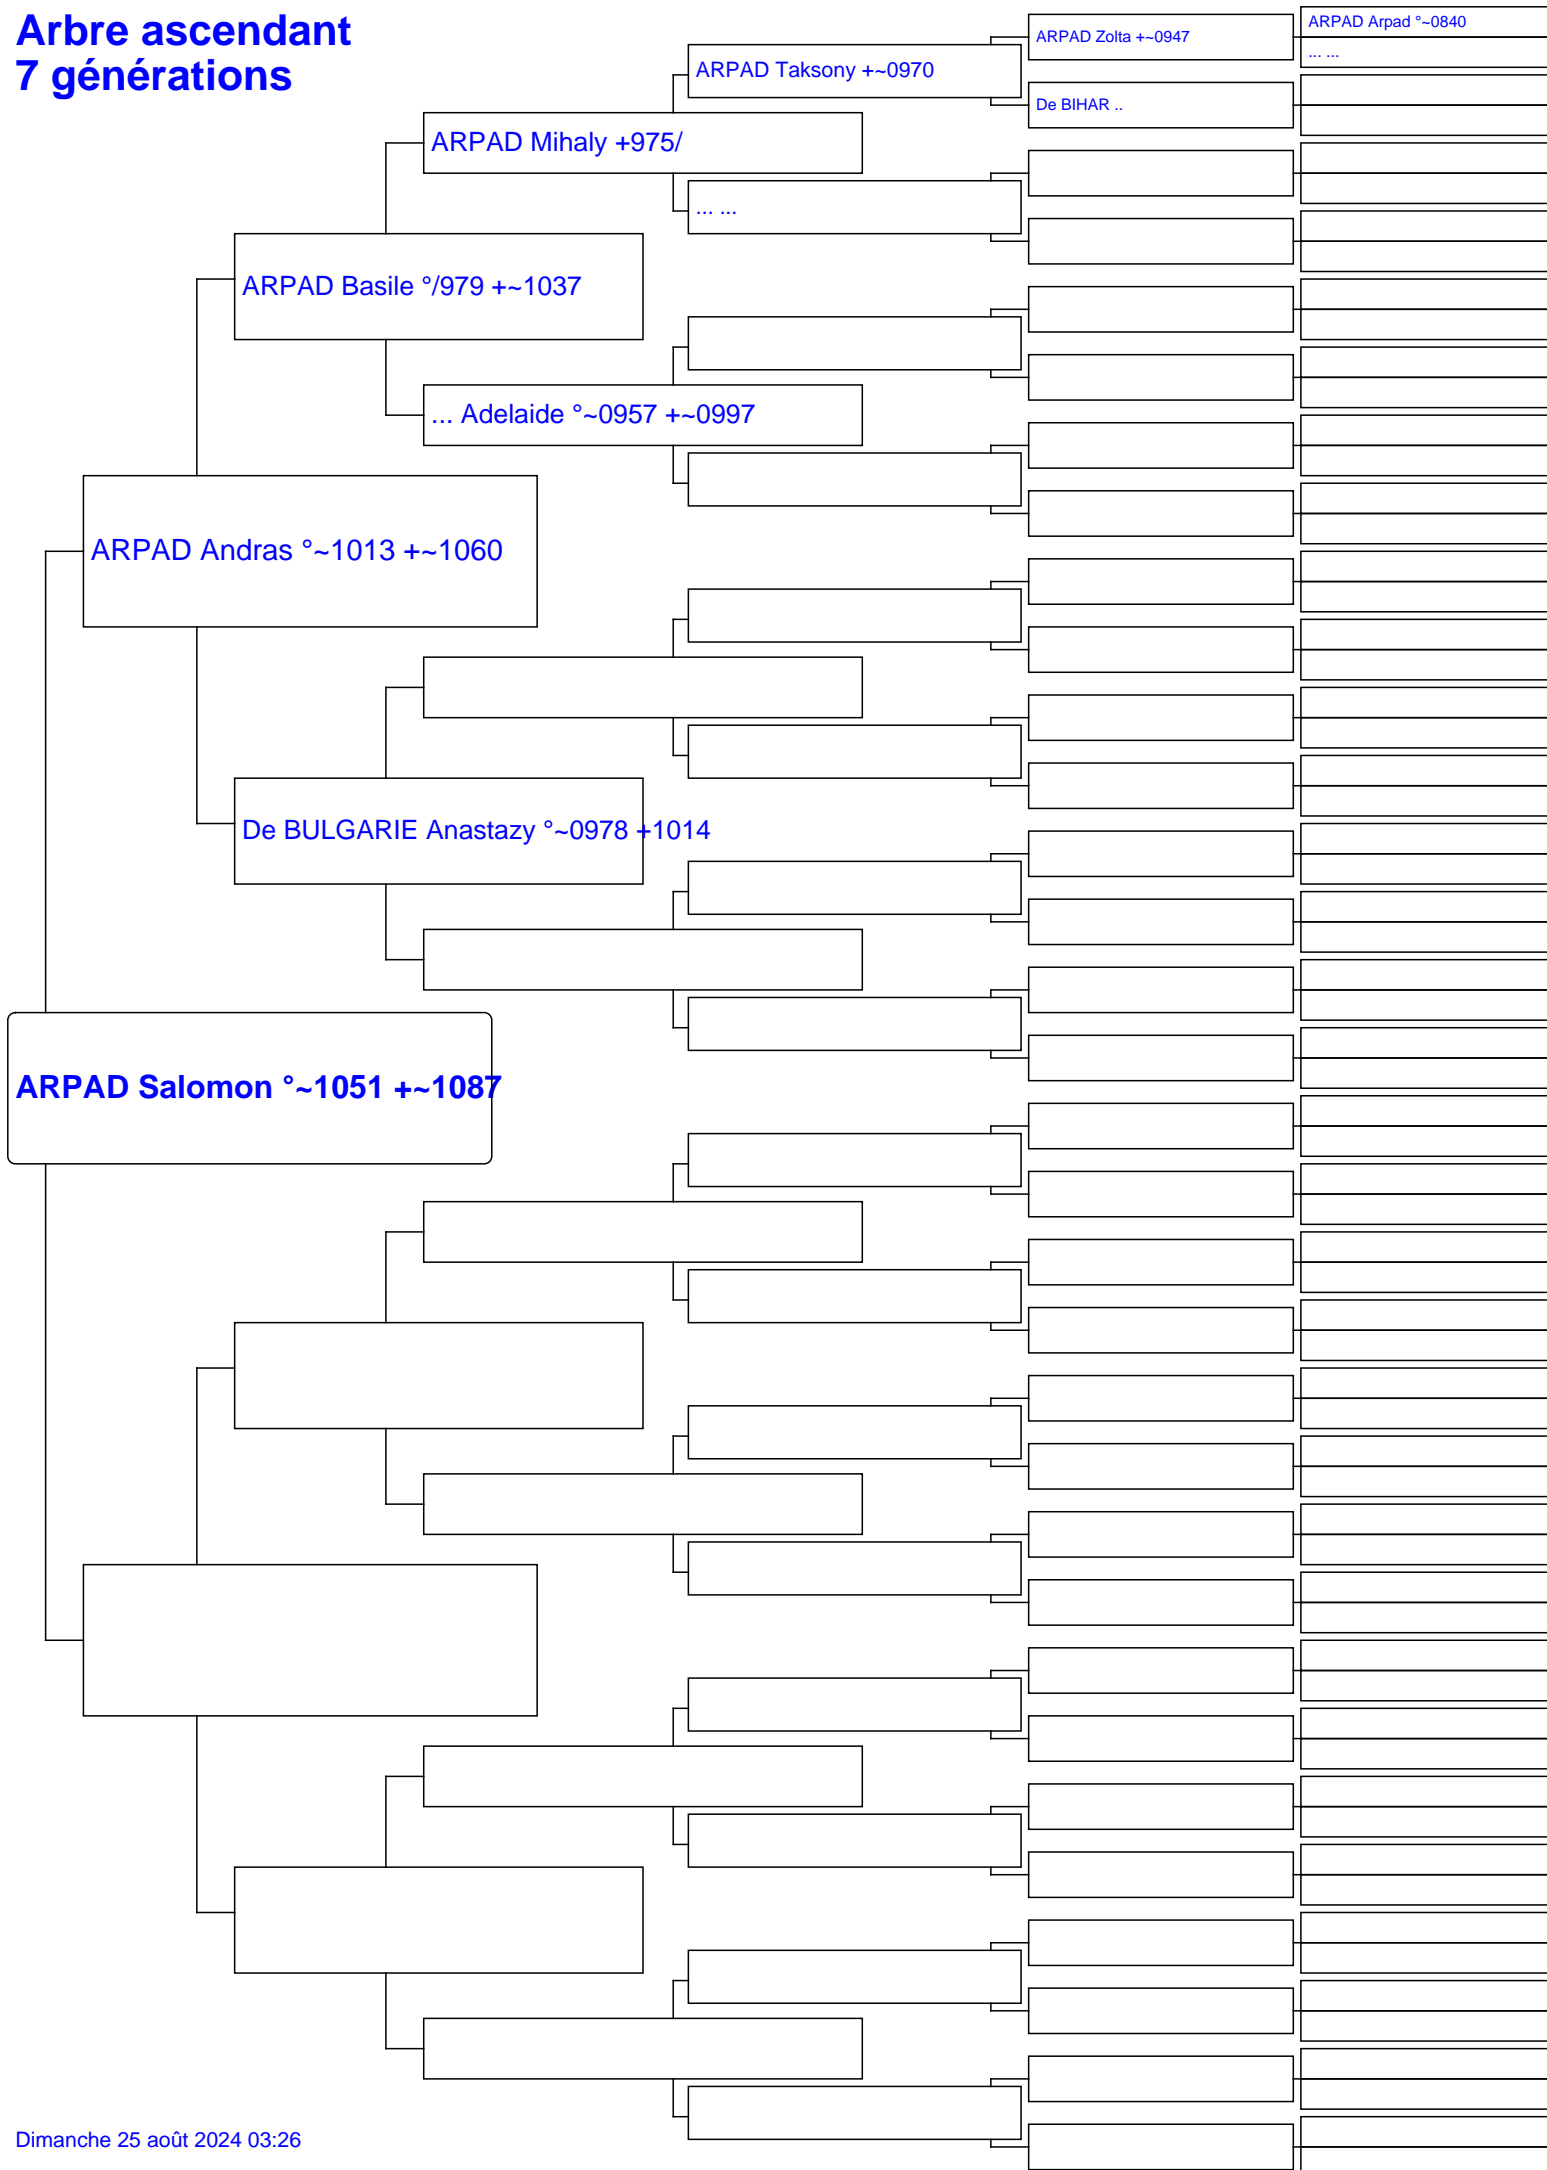 Arbre ascendant
7 générations
ARPAD Arpad °~0840
ARPAD Zolta +~0947
... ...
ARPAD Taksony +~0970
De BIHAR ..
ARPAD Mihaly +975/
... ...
ARPAD Basile °/979 +~1037
... Adelaide °~0957 +~0997
ARPAD Andras °~1013 +~1060
De BULGARIE Anastazy °~0978 +1014
ARPAD Salomon °~1051 +~1087
Dimanche 25 août 2024 03:26